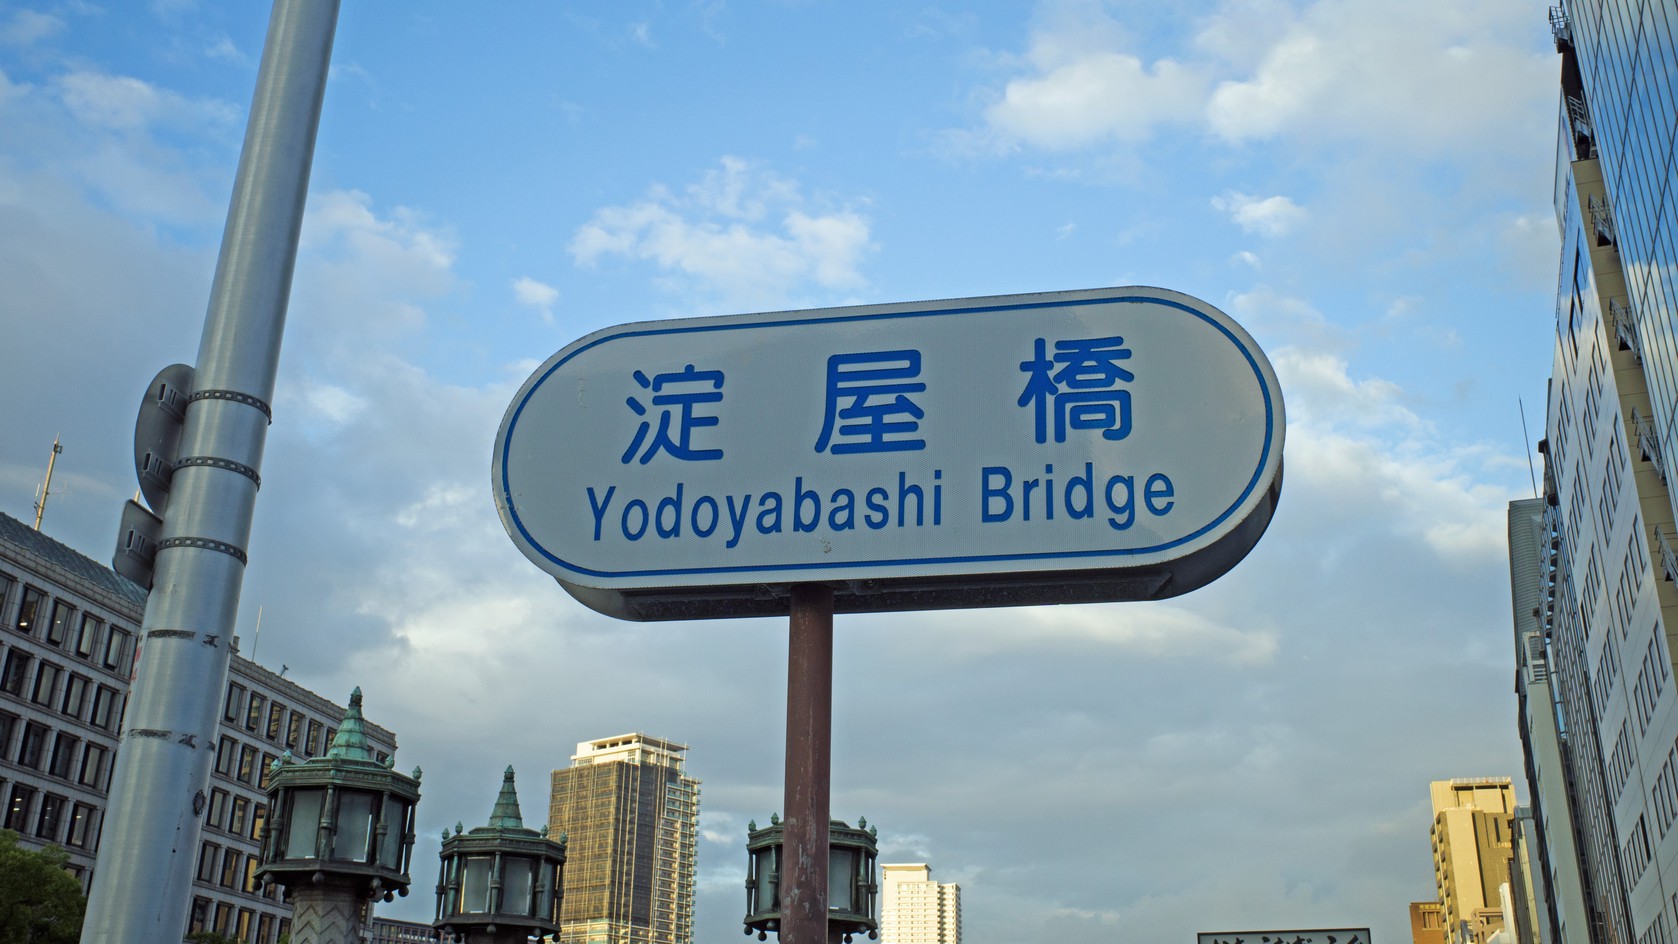 淀屋橋
Yodoyabashi Bridge